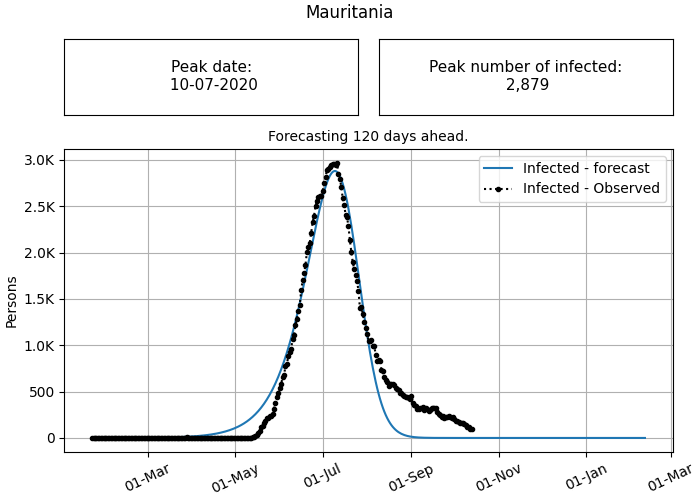 Mauritania
Peak date:
10-07-2020
Peak number of infected:
2,879
Forecasting 120 days ahead.
Infected - forecast
Infected - Observed
3.0K
2.5K
2.0K
1.5K
1.0K
500
0
Persons
01-Mar
01-May
01-Jul
01-Sep
01-Nov
01-Jan
01-Mar